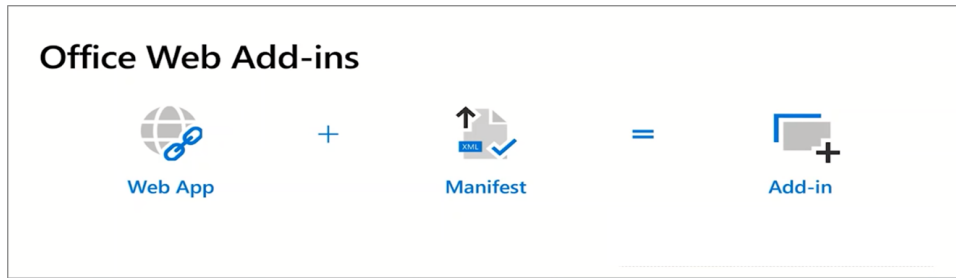 Office Web Add-ins
+
XML
=
Web App
Manifest
Add-in